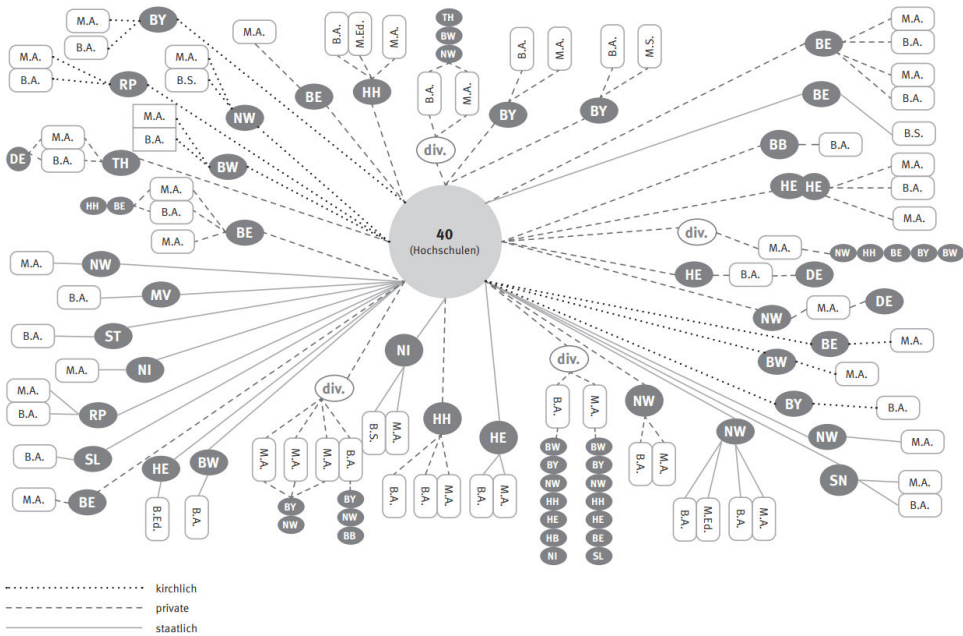 40
(Hochschulen)
M.A.
B.A.
BY
M.A.
B.A.
RP
M.A.
B.S.
NW
M.A.
B.A.
BW
DE
M.A.
B.A.
TH
HH
BE
M.A.
B.A.
M.A.
BE
M.A.
NW
B.A.
MV
B.A.
ST
M.A.
NI
M.A.
B.A.
RP
B.A.
SL
M.A.
BE
HE
B.Ed.
BW
B.A.
div.
M.A.
M.A.
M.A.
B.A.
BY
NW
BY
NW
BB
NI
B.S.
M.A.
HH
B.A.
B.A.
M.A.
HE
B.A.
M.A.
div.
B.A.
M.A.
BW
BY
NW
HH
HE
HB
NI
BW
BY
NW
HH
HE
BE
SL
NW
B.A.
M.A.
NW
B.A.
M.Ed.
B.A.
M.A.
SN
M.A.
B.A.
NW
M.A.
BY
B.A.
BW
M.A.
BE
M.A.
NW
M.A.
DE
HE
B.A.
DE
div.
M.A.
NW
HH
BE
BY
BW
HE
HE
M.A.
B.A.
M.A.
BB
B.A.
BE
B.S.
BE
M.A.
B.A.
M.A.
B.A.
BY
B.A.
M.S.
BY
B.A.
M.A.
TH
BW
NW
B.A.
M.A.
div.
HH
B.A.
M.Ed.
M.A.
BE
M.A.
kirchlich
private
staatlich